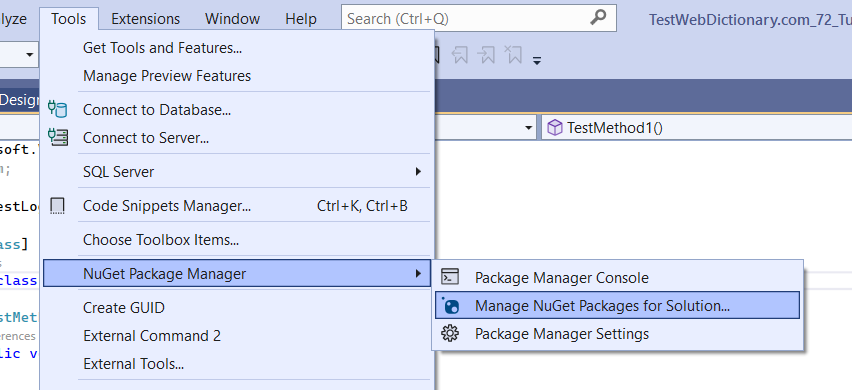 lyze Tools Extensions Window Help Search (Ctrl+Q) TestWebDictionary.com_72_Tu
Get Tools and Features...
Manage Preview Features
Design
Connect to Database...
TestMethod1()
Connect to Server...
soft.
m;
SQL Server
estLo
Code Snippets Manager... Ctrl+K, Ctrl+B
ass]
Choose Toolbox Items...
s
class
NuGet Package Manager
Package Manager Console
Create GUID
Manage NuGet Packages for Solution...
stMet
erences
External Command 2
Package Manager Settings
lic v
External Tools...